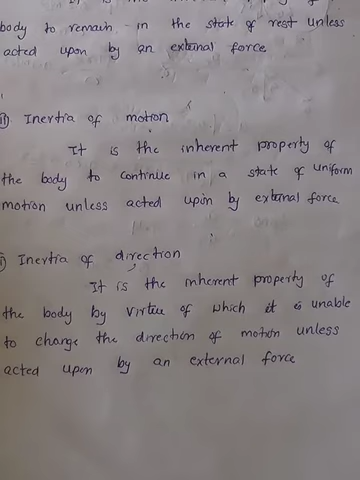 body to remain in the state of rest unless
acted upon by an external force
ii) Inertia of motion
It is the inherent property of
the body to continue in a state of uniform
motion unless acted upon by external force
Inertia of direction
It is the inherent property of
the body by virtue of which it is unable
to change the direction of motion unless
acted upon by an external force